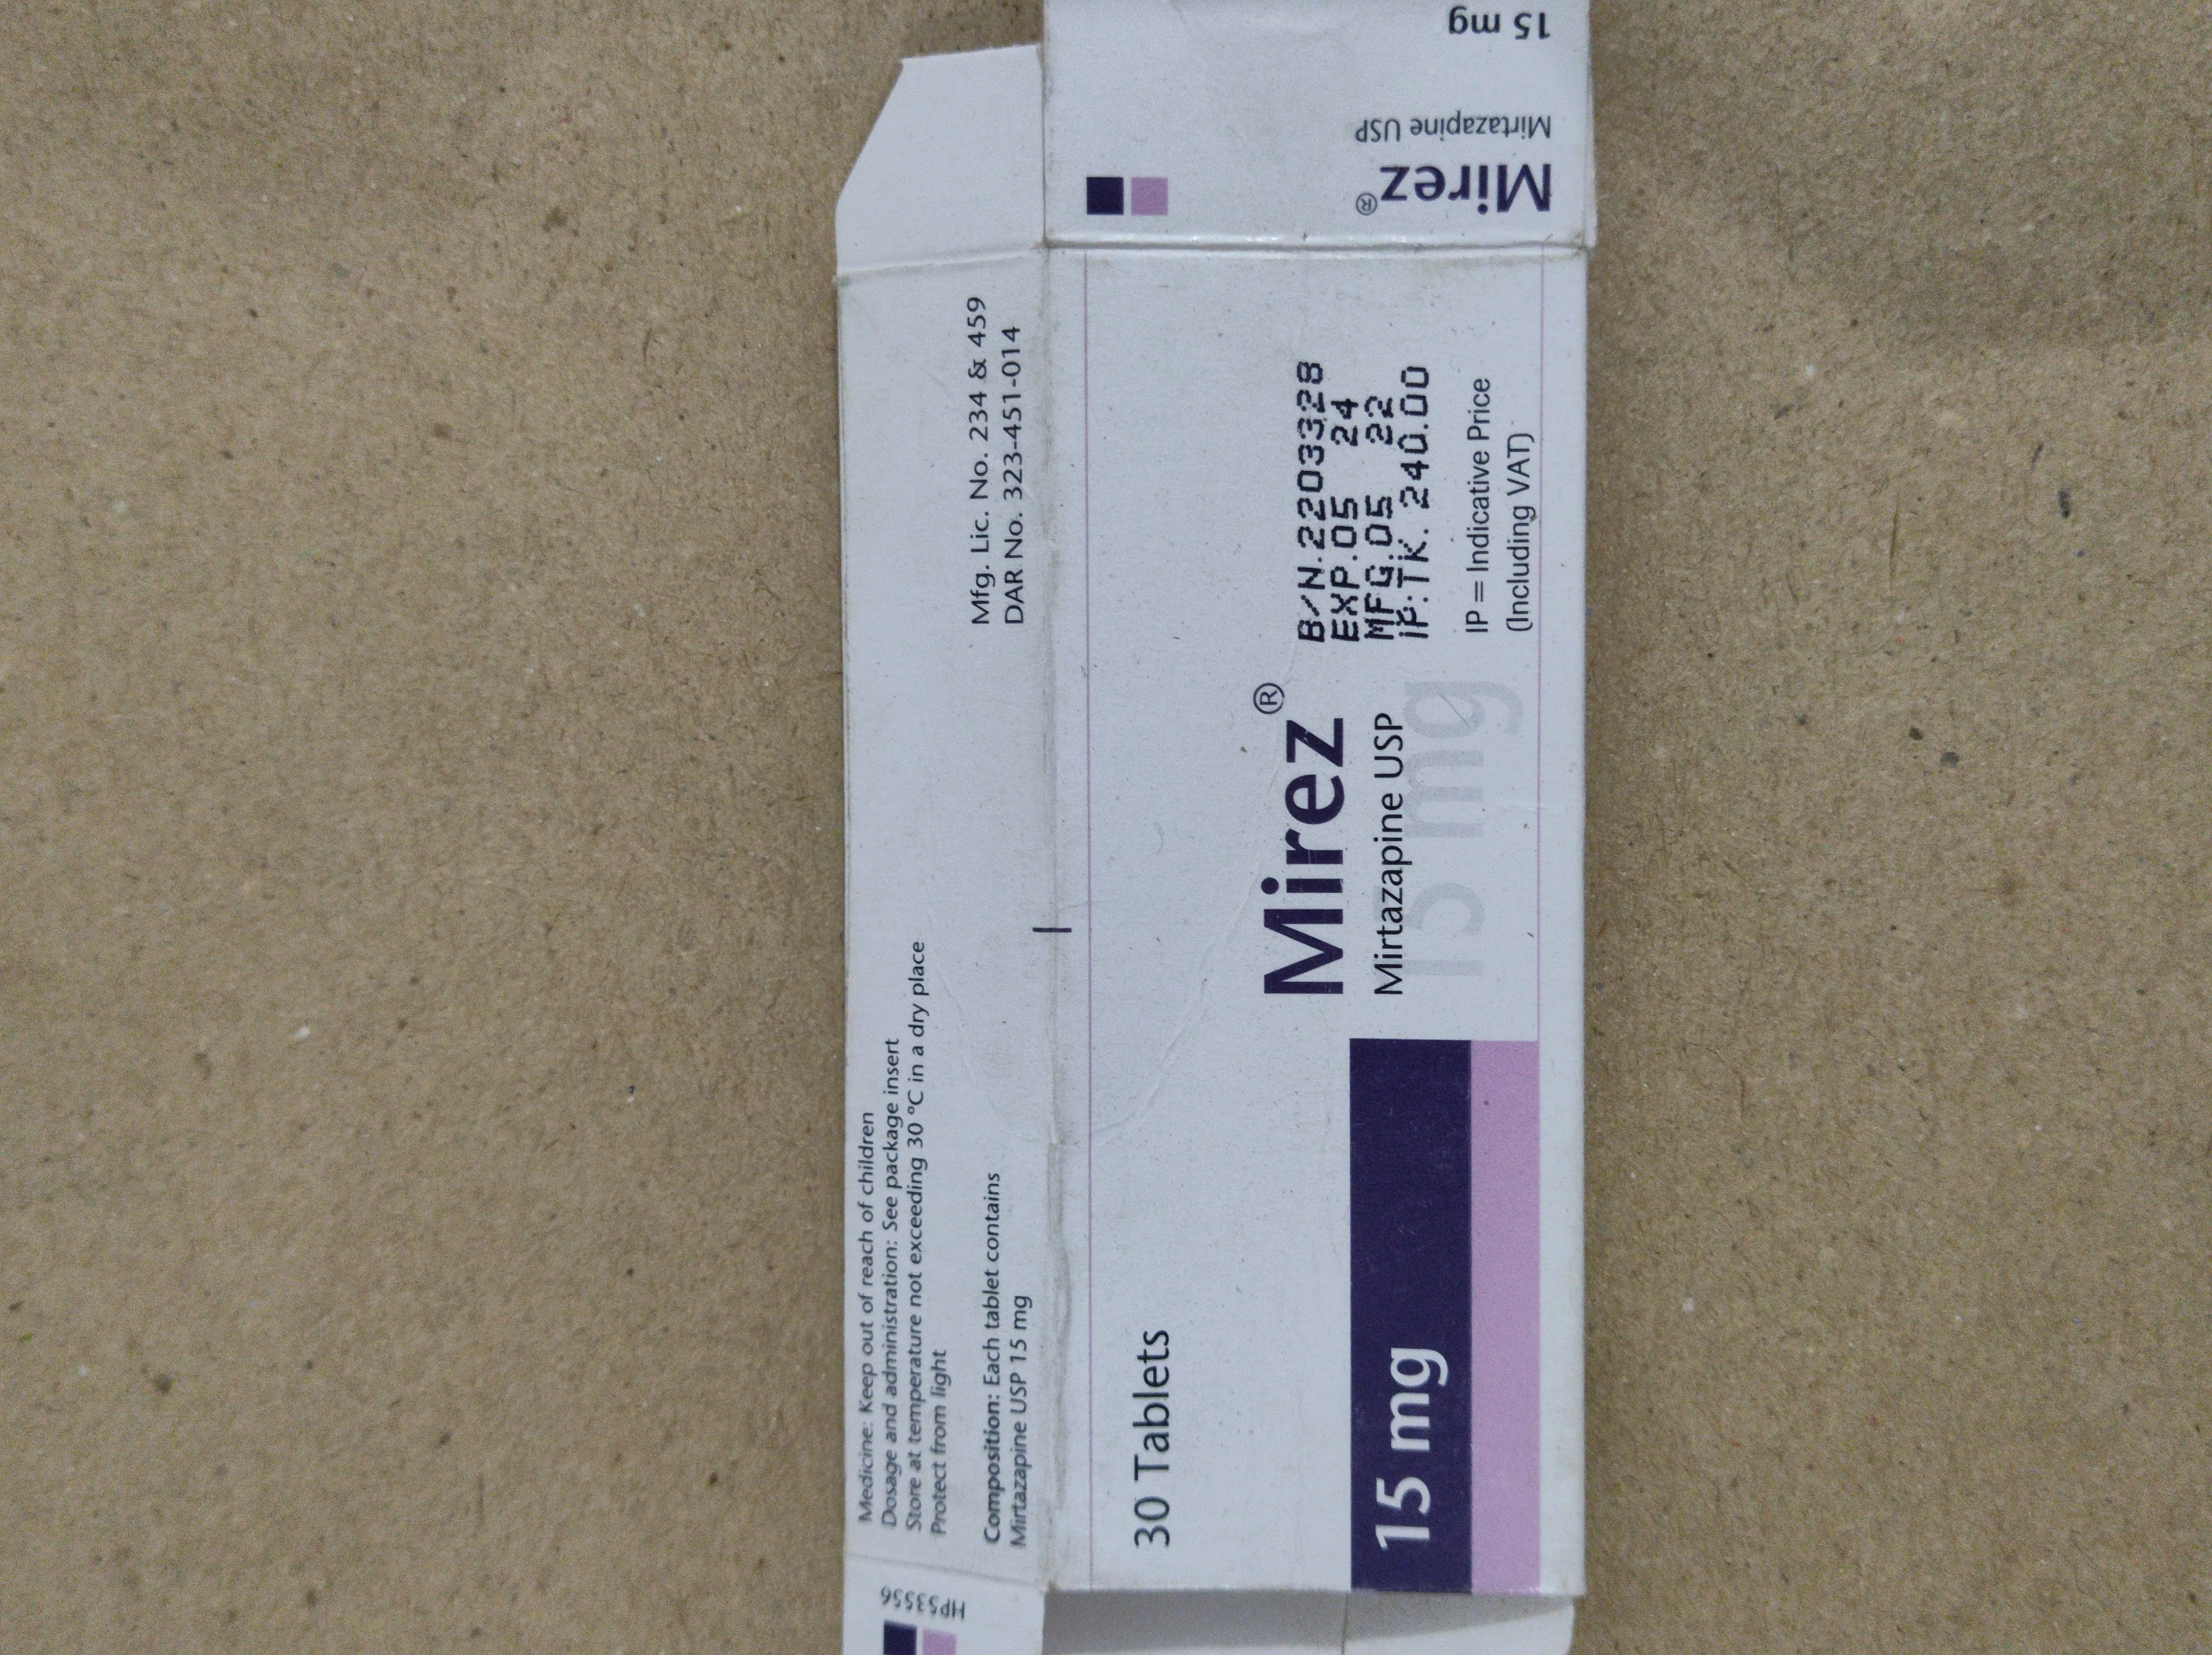 Medicine: Keep out of reach of children
Dosage and administration: See package insert
Store at temperature not exceeding 30 °C in a dry place
Protect from light
Composition: Each tablet contains
Mirtazapine USP 15 mg
Mfg. Lic. No. 234 & 459
DAR No. 323-451-014
HP53556
30 Tablets
15 mg
Mirez®
Mirtazapine USP
15 mg
B/N.2203328
EXP.05 24
MFG.05 22
IP:TK. 240.00
IP = Indicative Price
(Including VAT)
Mirez®
Mirtazapine USP
15 mg